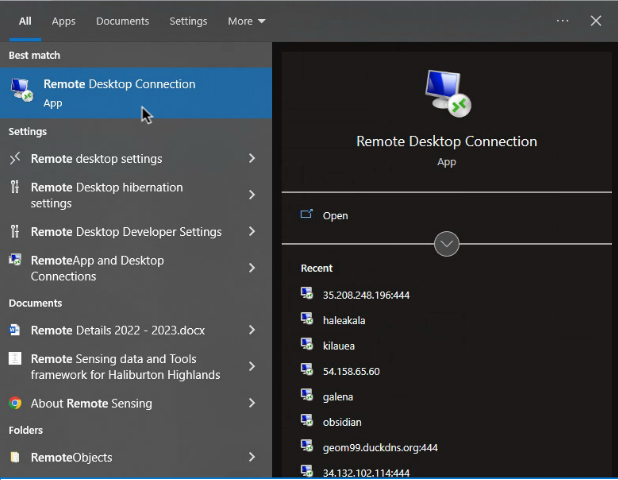 All Apps Documents Settings More
Best match
Remote Desktop Connection
App
Settings
Remote desktop settings
Remote Desktop hibernation
settings
Remote Desktop Developer Settings
RemoteApp and Desktop
Connections
Documents
Remote Details 2022 - 2023.docx
Remote Sensing data and Tools
framework for Haliburton Highlands
About Remote Sensing
Folders
RemoteObjects
Remote Desktop Connection
App
Open
Recent
35.208.248.196:444
haleakala
kilauea
54.158.65.60
galena
obsidian
geom99.duckdns.org:444
34.132.102.114:444